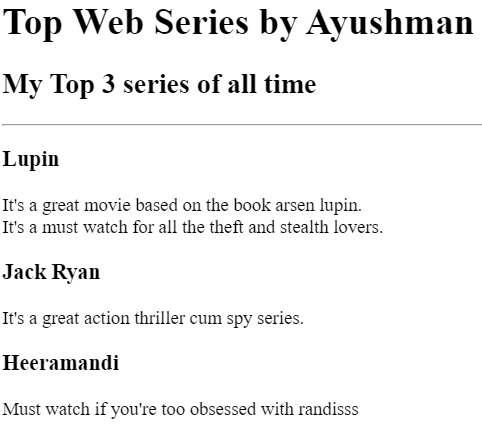 Top Web Series by Ayushman
My Top 3 series of all time
Lupin
It's a great movie based on the book arsen lupin.
It's a must watch for all the theft and stealth lovers.
Jack Ryan
It's a great action thriller cum spy series.
Heeramandi
Must watch if you're too obsessed with randisss